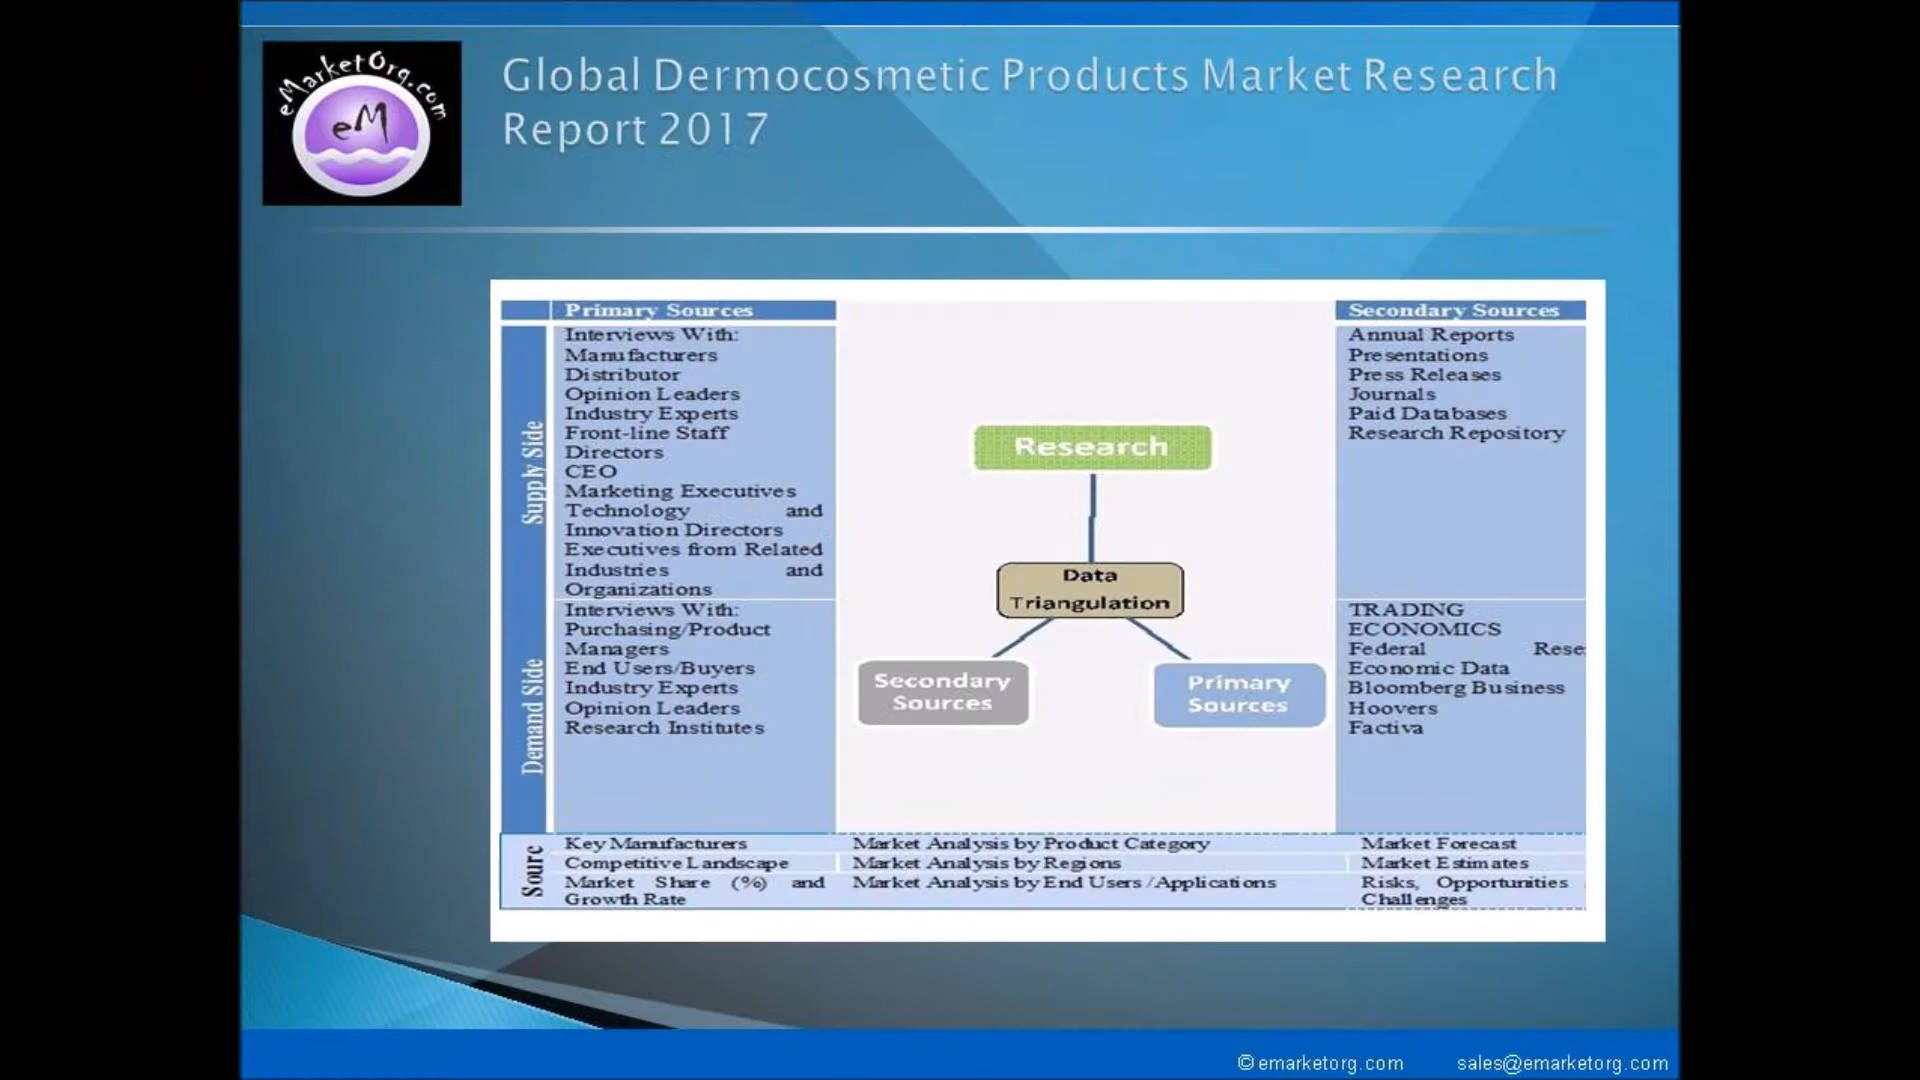 eMarketOrg.com
eM
Global Dermocosmetic Products Market Research
Report 2017
Primary Sources
Secondary Sources
Supply Side
Interviews With:
Manufacturers
Distributor
Opinion Leaders
Industry Experts
Front-line Staff
Directors
CEO
Marketing Executives
Technology and
Innovation Directors
Executives from Related
Industries and
Organizations
Annual Reports
Presentations
Press Releases
Journals
Paid Databases
Research Repository
Research
Data
Triangulation
Secondary
Sources
Primary
Sources
Demand Side
Interviews With:
Purchasing/Product
Managers
End Users/Buyers
Industry Experts
Opinion Leaders
Research Institutes
TRADING
ECONOMICS
Federal Rese
Economic Data
Bloomberg Business
Hoovers
Factiva
Sourc
Key Manufacturers
Competitive Landscape
Market Share (%) and
Growth Rate
Market Analysis by Product Category
Market Analysis by Regions
Market Analysis by End Users /Applications
Market Forecast
Market Estimates
Risks, Opportunities
Challenges
© emarketorg.com sales@emarketorg.com